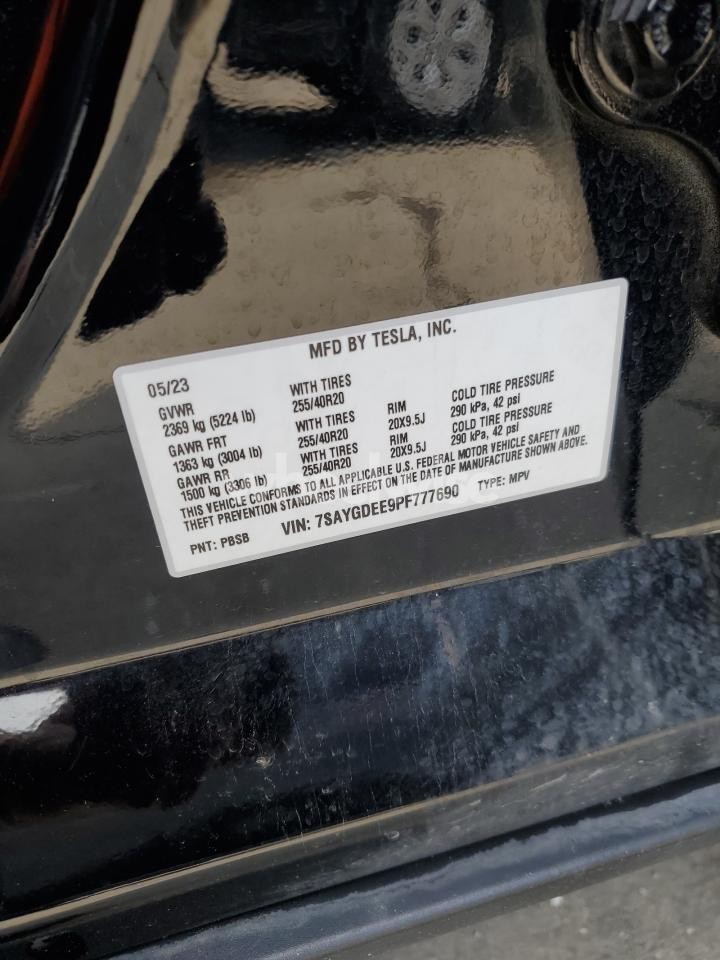 MFD BY TESLA, INC.
05/23
GVWR WITH TIRES COLD TIRE PRESSURE
2369 kg (5224 lb) 255/40R20 RIM 290 kPa, 42 psi
GAWR FRT WITH TIRES 20X9.5J COLD TIRE PRESSURE
1363 kg (3004 lb) 255/40R20 RIM 290 kPa, 42 psi
GAWR RR WITH TIRES 20X9.5J
1500 kg (3306 lb) 255/40R20
THIS VEHICLE CONFORMS TO ALL APPLICABLE U.S. FEDERAL MOTOR VEHICLE SAFETY AND
THEFT PREVENTION STANDARDS IN EFFECT ON THE DATE OF MANUFACTURE SHOWN ABOVE.
PNT: PBSB VIN: 7SAYGDEE9PF777690 TYPE: MPV